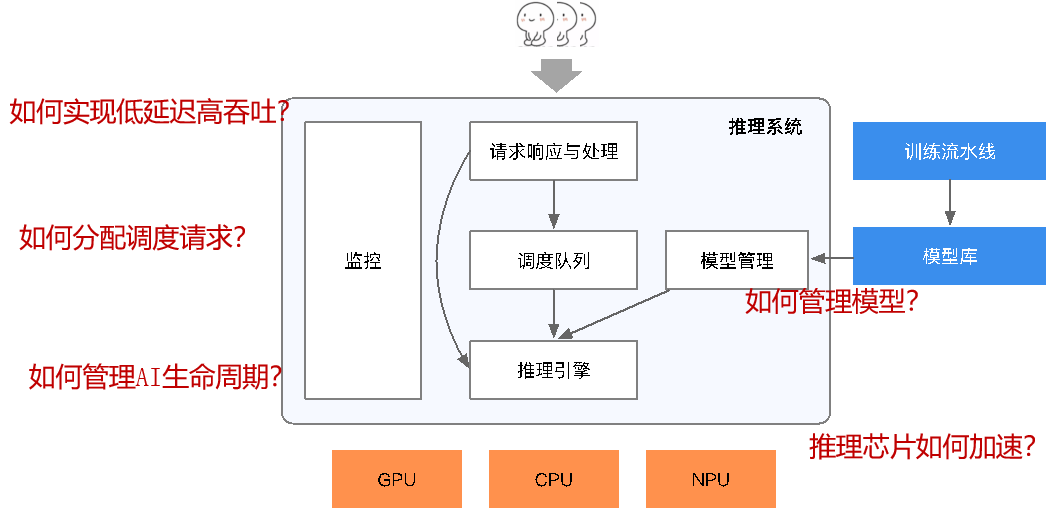 如何实现低延迟高吞吐?
推理系统
请求响应与处理
训练流水线
如何分配调度请求?
监控
调度队列
模型管理
模型库
如何管理模型?
如何管理AI生命周期?
推理引擎
推理芯片如何加速?
GPU
CPU
NPU